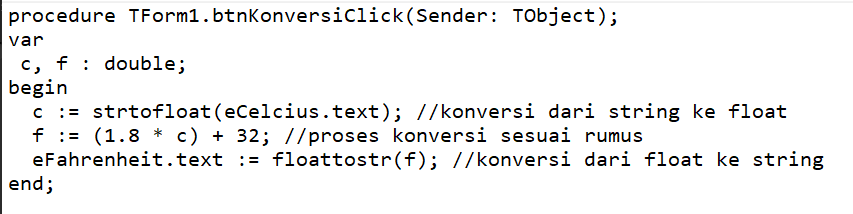 procedure TForm1.btnKonversiClick(Sender: TObject);
var
 c, f : double;
begin
  c := strtofloat(eCelcius.text); //konversi dari string ke float
  f := (1.8 * c) + 32; //proses konversi sesuai rumus
  eFahrenheit.text := floattostr(f); //konversi dari float ke string
end;